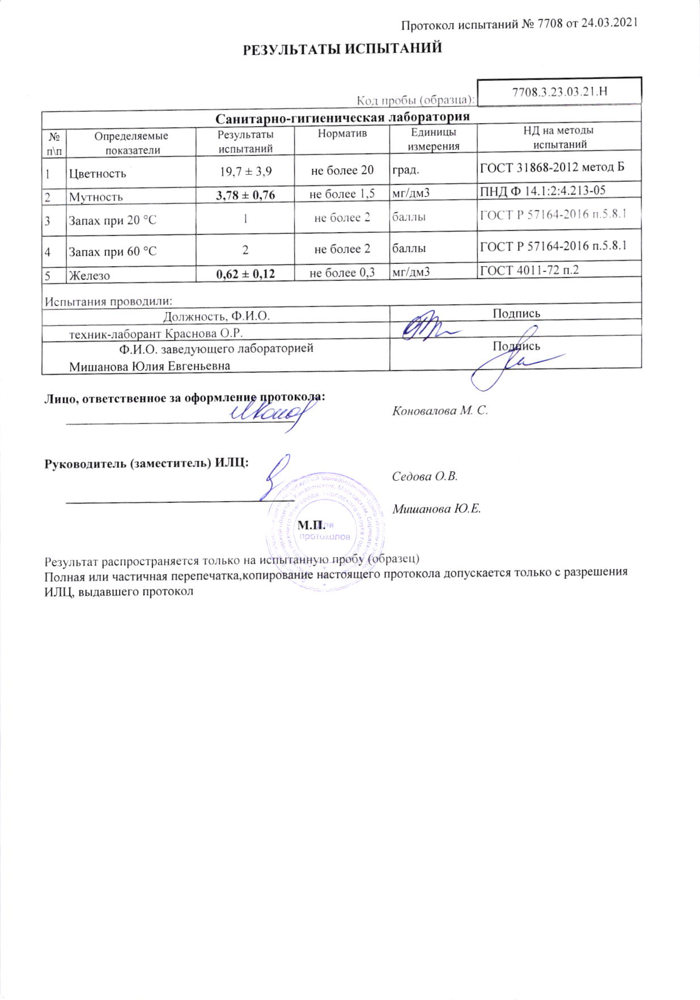 Протокол испытаний № 7708 от 24.03.2021
РЕЗУЛЬТАТЫ ИСПЫТАНИЙ
Код пробы (образца): 7708.3.23.03.21.Н
Санитарно-гигиеническая лаборатория
№ п\п Определяемые показатели Результаты испытаний Норматив Единицы измерения НД на методы испытаний
1 Цветность 19,7 ± 3,9 не более 20 град. ГОСТ 31868-2012 метод Б
2 Мутность 3,78 ± 0,76 не более 1,5 мг/дм3 ПНД Ф 14.1:2:4.213-05
3 Запах при 20 °С 1 не более 2 баллы ГОСТ Р 57164-2016 п.5.8.1
4 Запах при 60 °С 2 не более 2 баллы ГОСТ Р 57164-2016 п.5.8.1
5 Железо 0,62 ± 0,12 не более 0,3 мг/дм3 ГОСТ 4011-72 п.2
Испытания проводили:
Должность, Ф.И.О. Подпись
техник-лаборант Краснова О.Р.
Ф.И.О. заведующего лабораторией Подпись
Мишанова Юлия Евгеньевна
Лицо, ответственное за оформление протокола:
Коновалова М. С.
Руководитель (заместитель) ИЛЦ:
Седова О.В.
Мишанова Ю.Е.
М.П.
Для
протоколов
Результат распространяется только на испытанную пробу (образец)
Полная или частичная перепечатка,копирование настоящего протокола допускается только с разрешения
ИЛЦ, выдавшего протокол